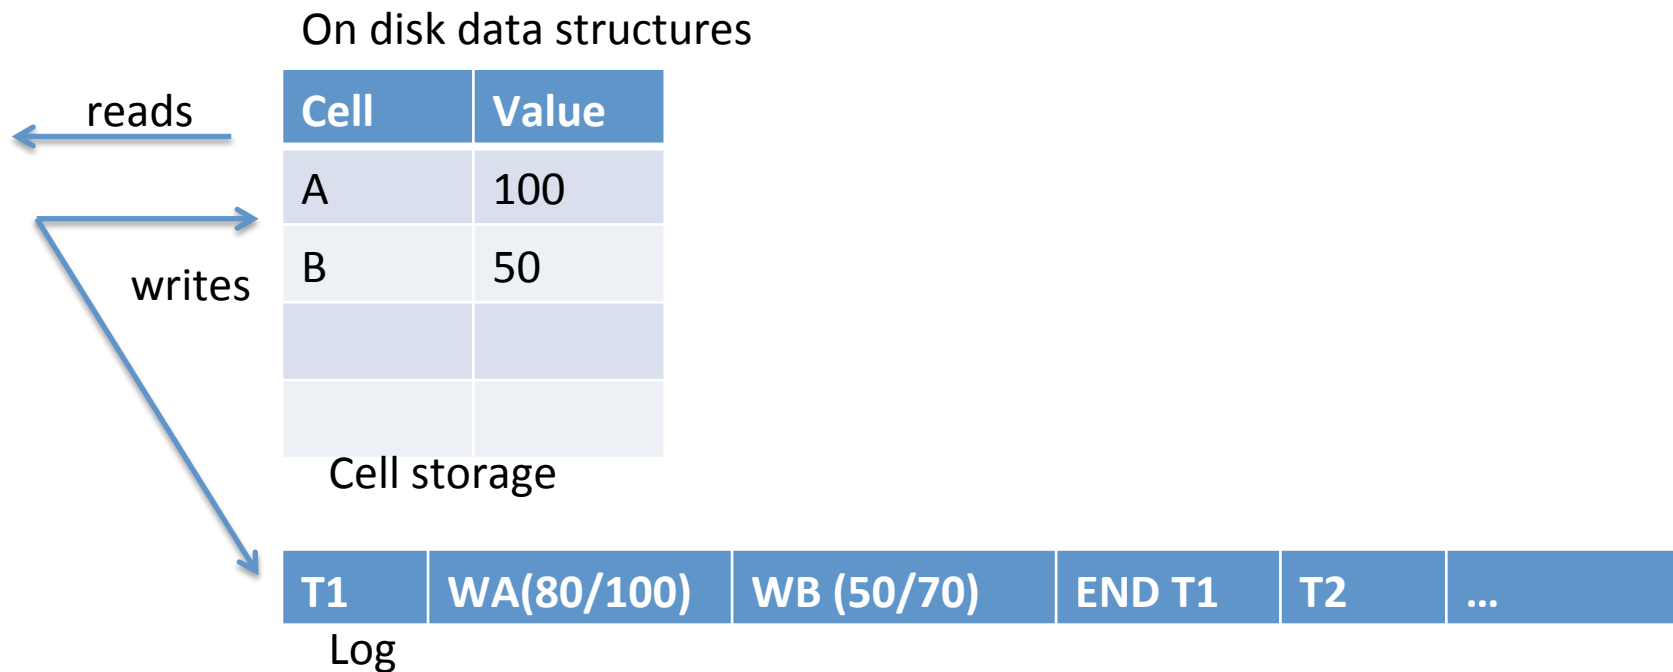 On disk data structures
reads
Cell Value
A 100
B 50
writes
Cell storage
T1 WA(80/100) WB (50/70) END T1 T2 ...
Log